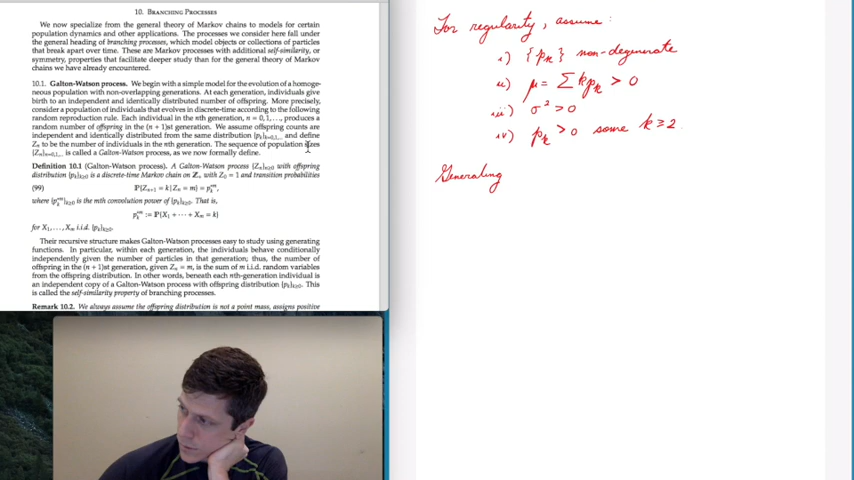 10. BRANCHING PROCESSES
We now specialize from the general theory of Markov chains to models for certain
population dynamics and other applications. The processes we consider here fall under
the general heading of branching processes, which model objects or collections of particles
that break apart over time. These are Markov processes with additional self-similarity, or
symmetry, properties that facilitate deeper study than for the general theory of Markov
chains we have already encountered.
10.1. Galton-Watson process. We begin with a simple model for the evolution of a homoge-
neous population with non-overlapping generations. At each generation, individuals give
birth to an independent and identically distributed number of offspring. More precisely,
consider a population of individuals that evolves in discrete-time according to the following
random reproduction rule. Each individual in the nth generation, n = 0, 1, . . ., produces a
random number of offspring in the (n + 1)st generation. We assume offspring counts are
independent and identically distributed from the same distribution {pₖ}ₖ₌₀,₁,... and define
Zₙ to be the number of individuals in the nth generation. The sequence of population sizes
{Zₙ}ₙ₌₀,₁,... is called a Galton-Watson process, as we now formally define.
Definition 10.1 (Galton-Watson process). A Galton-Watson process {Zₙ}ₙ≥₀ with offspring
distribution {pₖ}ₖ≥₀ is a discrete-time Markov chain on Z₊ with Z₀ = 1 and transition probabilities
(99) P{Zₙ₊₁ = k | Zₙ = m} = pₖ*ᵐ,
where {pₖ*ᵐ}ₖ≥₀ is the mth convolution power of {pₖ}ₖ≥₀. That is,
pₖ*ᵐ := P{X₁ + ··· + Xₘ = k}
for X₁, . . . , Xₘ i.i.d. {pₖ}ₖ≥₀.
Their recursive structure makes Galton-Watson processes easy to study using generating
functions. In particular, within each generation, the individuals behave conditionally
independently given the number of particles in that generation; thus, the number of
offspring in the (n + 1)st generation, given Zₙ = m, is the sum of m i.i.d. random variables
from the offspring distribution. In other words, beneath each nth-generation individual is
an independent copy of a Galton-Watson process with offspring distribution {pₖ}ₖ≥₀. This
is called the self-similarity property of branching processes.
Remark 10.2. We always assume the offspring distribution is not a point mass, assigns positive
For regularity, assume:
i) {pₖ} non-degenerate
ii) μ = Σ k pₖ > 0
iii) σ² > 0
iv) pₖ > 0 some k ≥ 2
Generating